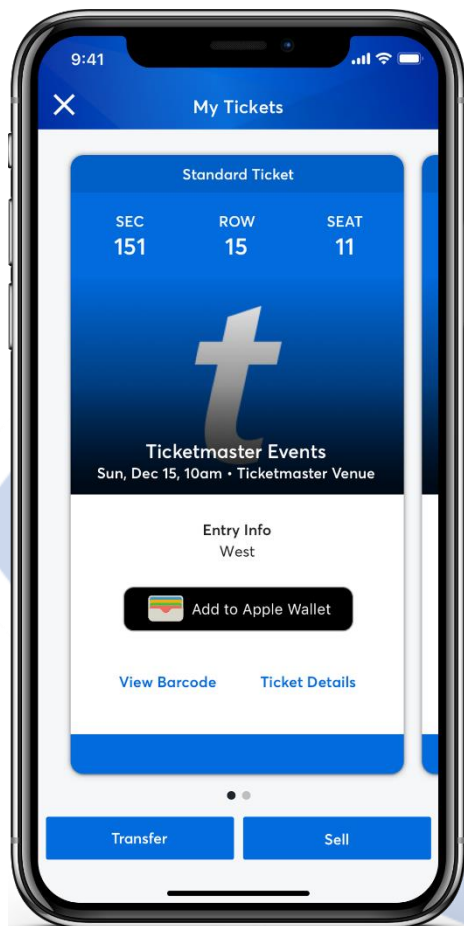 9:41
My Tickets
Standard Ticket
SEC ROW SEAT
151 15 11
t
Ticketmaster Events
Sun, Dec 15, 10am • Ticketmaster Venue
Entry Info
West
Add to Apple Wallet
View Barcode Ticket Details
Transfer Sell